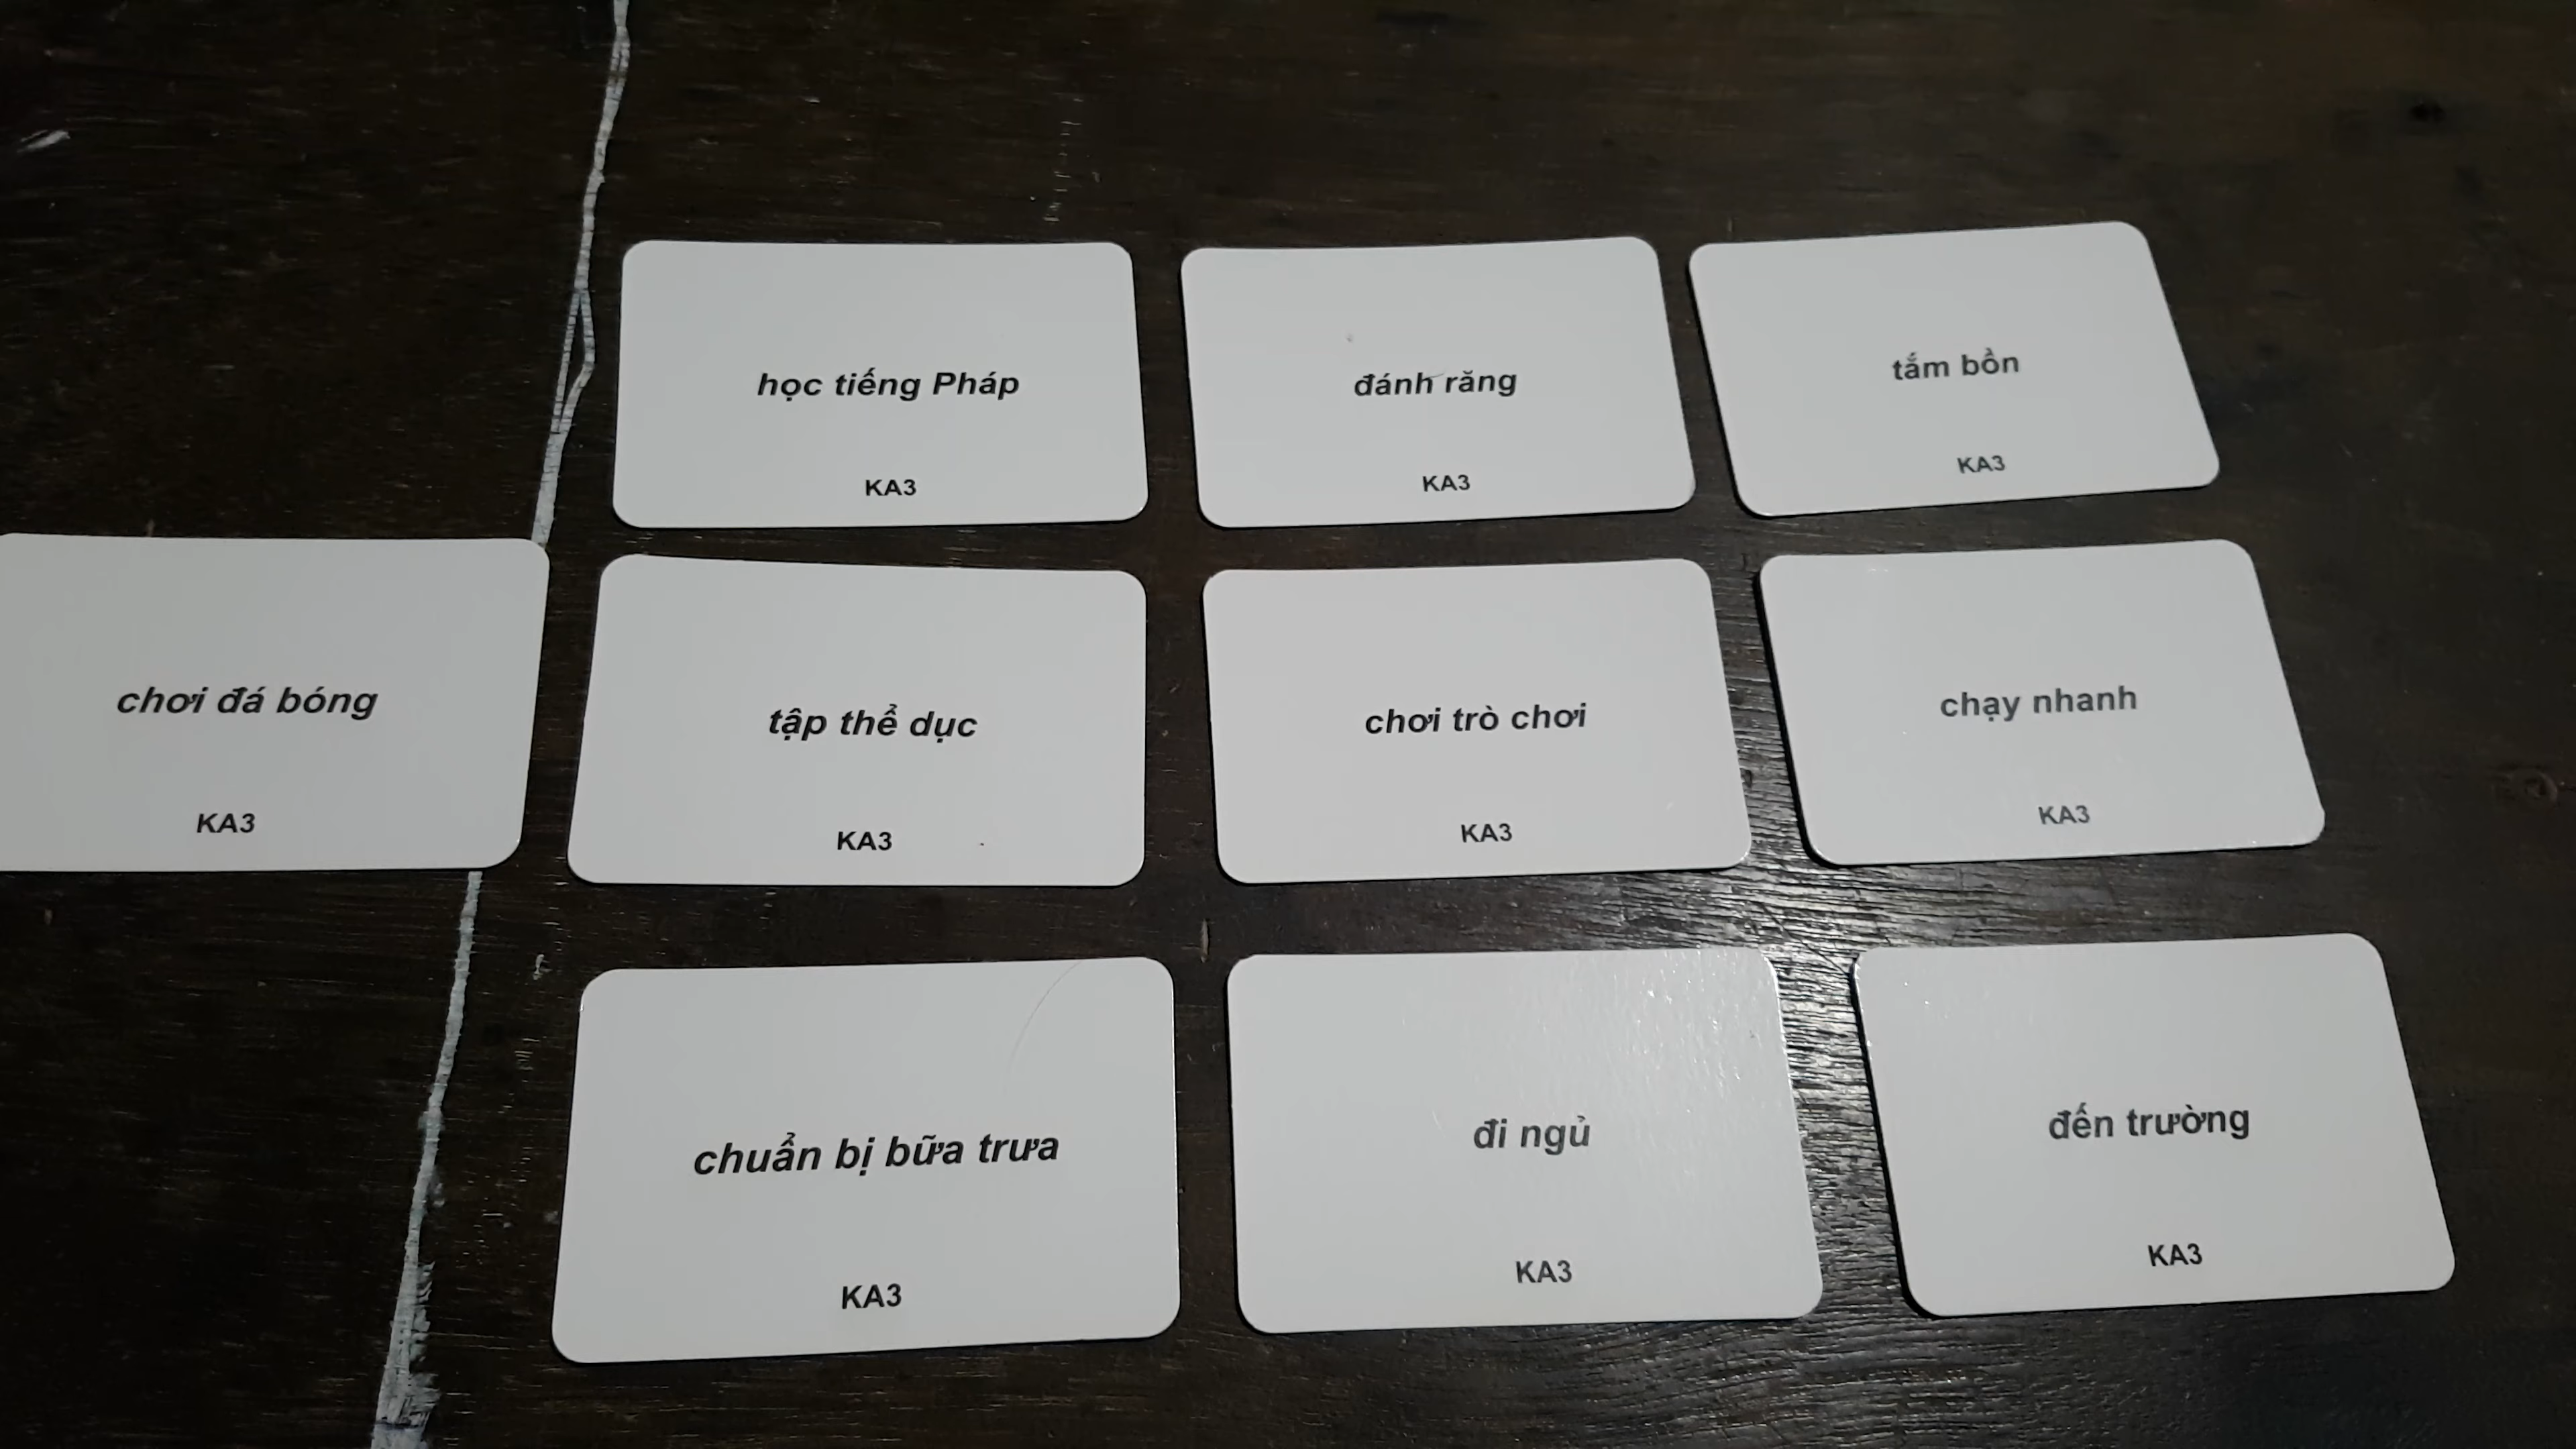 học tiếng Pháp
KA3
đánh răng
KA3
tắm bồn
KA3
chơi đá bóng
KA3
tập thể dục
KA3
chơi trò chơi
KA3
chạy nhanh
KA3
chuẩn bị bữa trưa
KA3
đi ngủ
KA3
đến trường
KA3